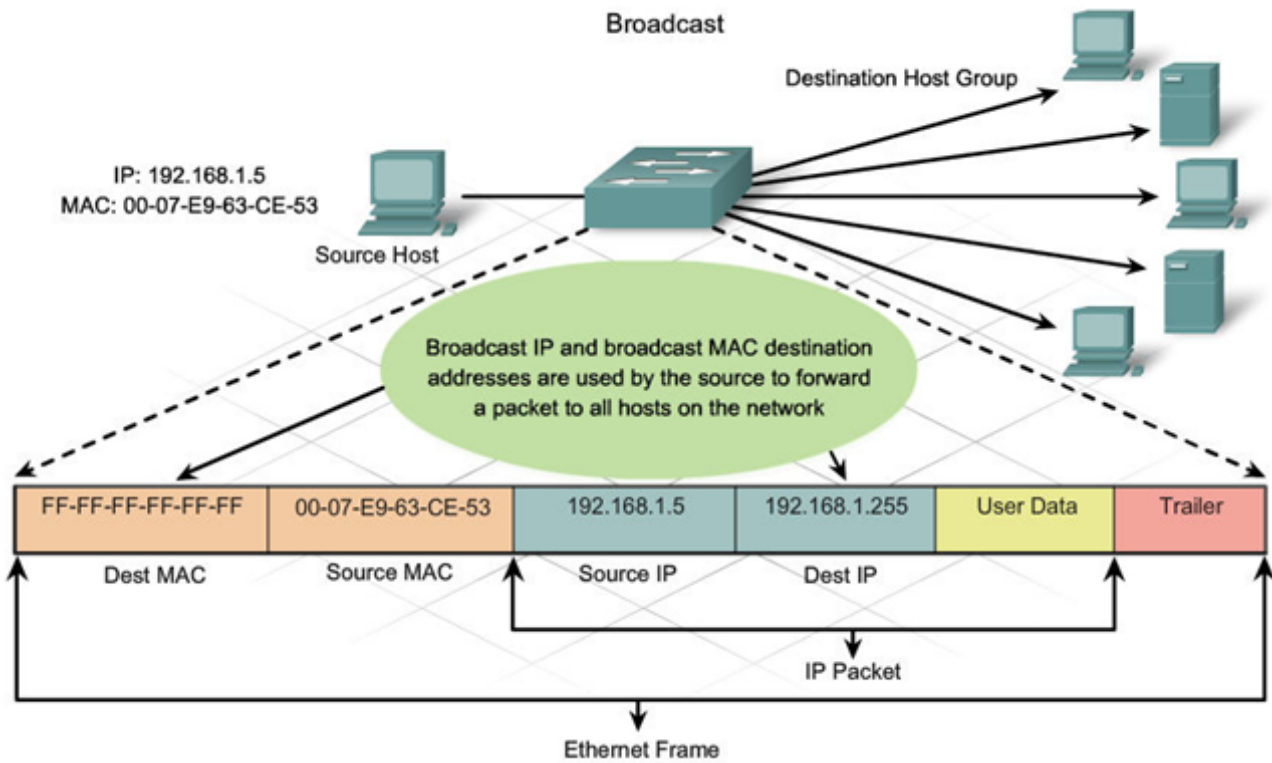 Broadcast
Destination Host Group
IP: 192.168.1.5
MAC: 00-07-E9-63-CE-53
Source Host
Broadcast IP and broadcast MAC destination
addresses are used by the source to forward
a packet to all hosts on the network
FF-FF-FF-FF-FF-FF 00-07-E9-63-CE-53 192.168.1.5 192.168.1.255 User Data Trailer
Dest MAC Source MAC Source IP Dest IP
IP Packet
Ethernet Frame